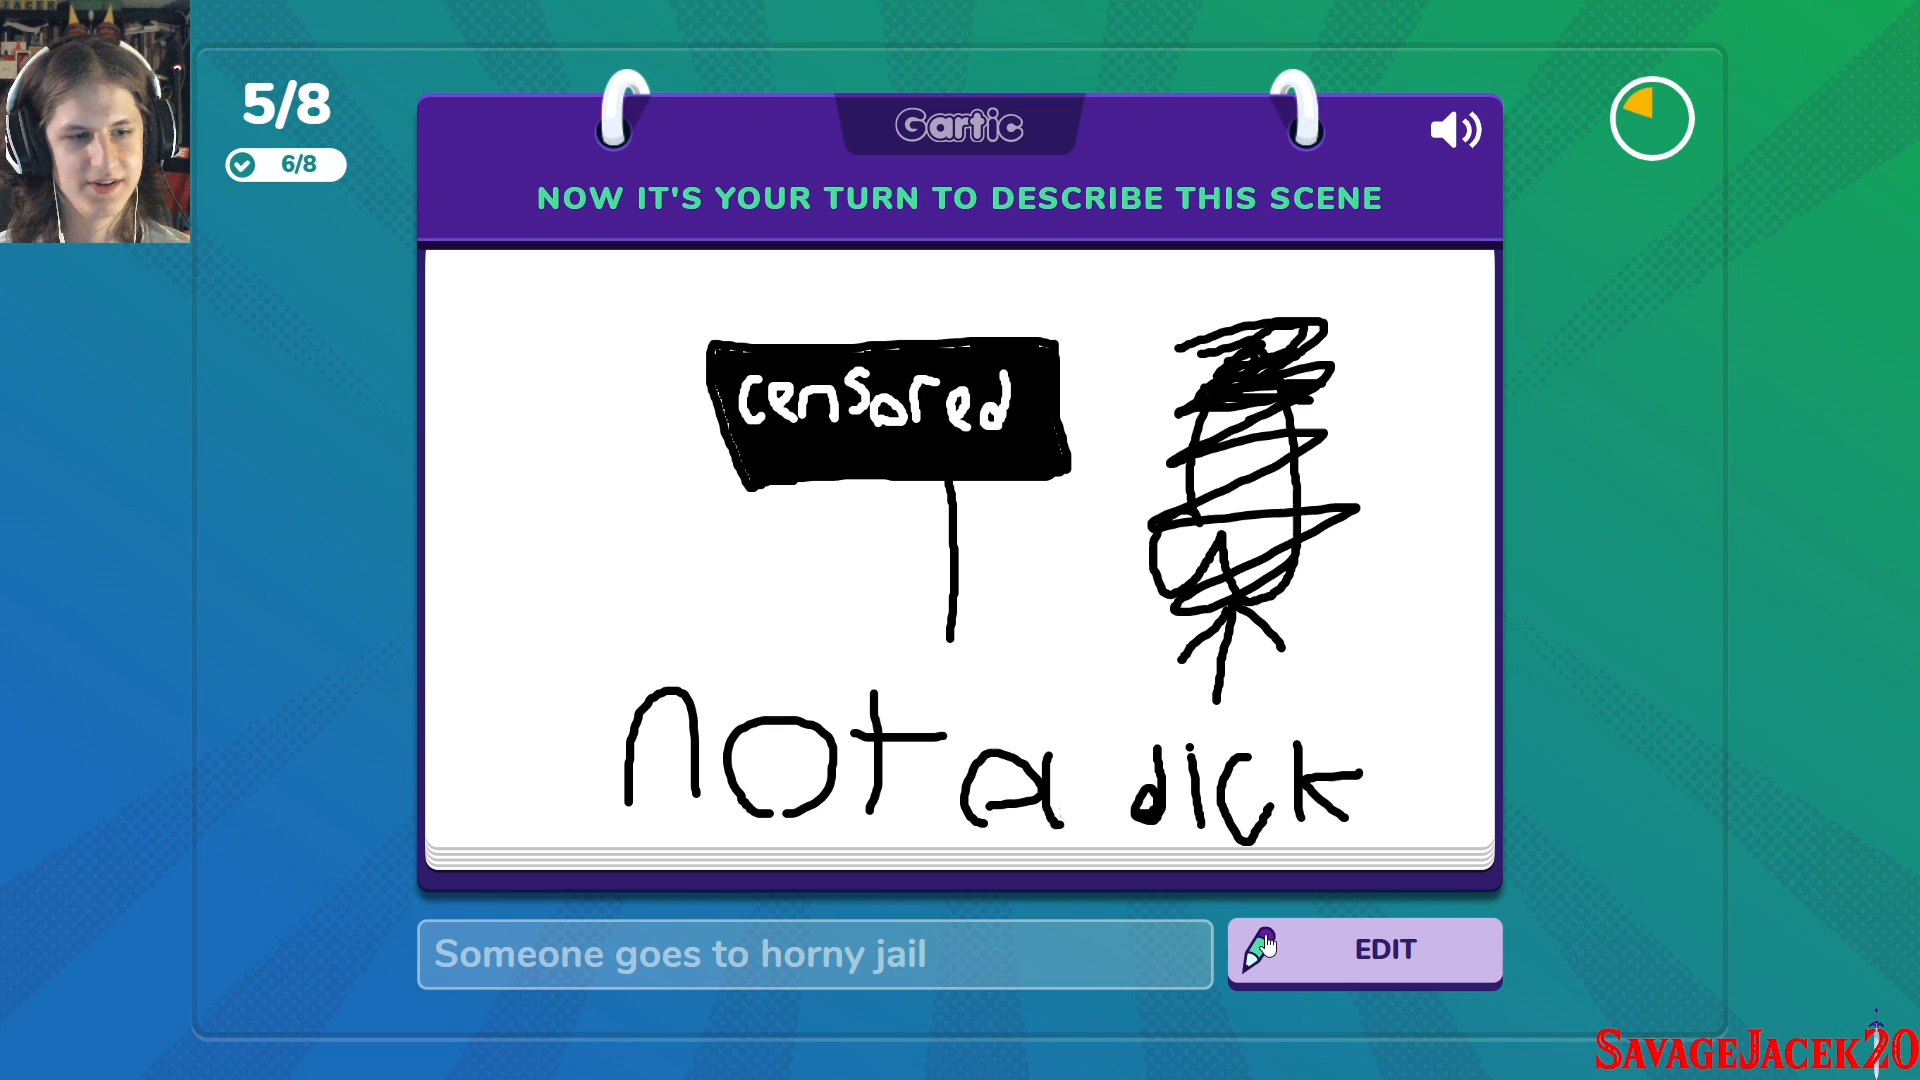 5/8
6/8
Gartic
NOW IT'S YOUR TURN TO DESCRIBE THIS SCENE
censored
not a dick
Someone goes to horny jail
EDIT
SAVAGEJACEK20